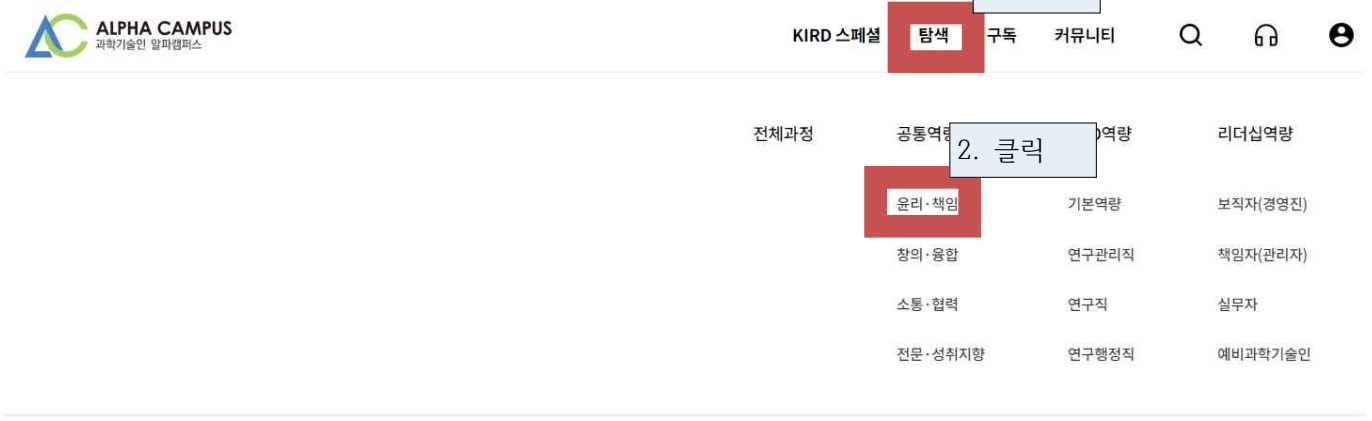 ALPHA CAMPUS
과학기술인 알파캠퍼스
KIRD 스페셜 탐색 구독 커뮤니티
전체과정 공통역량 역량 리더십역량
2. 클릭
윤리·책임 기본역량 보직자(경영진)
창의·융합 연구관리직 책임자(관리자)
소통·협력 연구직 실무자
전문·성취지향 연구행정직 예비과학기술인